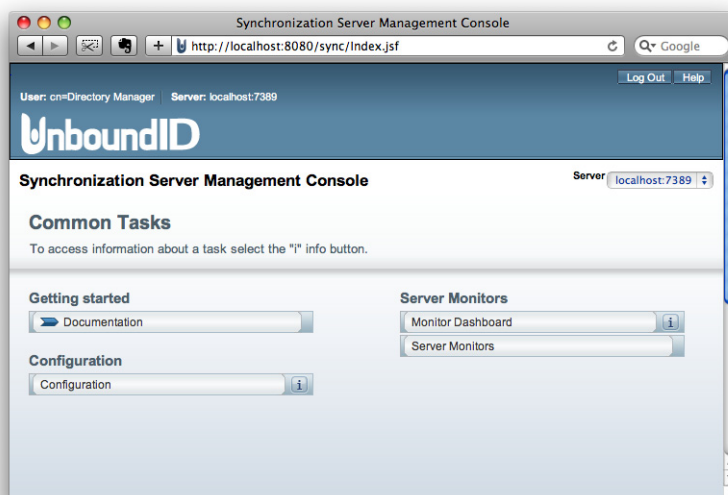 Synchronization Server Management Console
http://localhost:8080/sync/Index.jsf
Google
Log Out Help
User: cn=Directory Manager Server: localhost:7389
UnboundID
Synchronization Server Management Console
Server localhost:7389
Common Tasks
To access information about a task select the "i" info button.
Getting started
Documentation
Configuration
Configuration i
Server Monitors
Monitor Dashboard i
Server Monitors